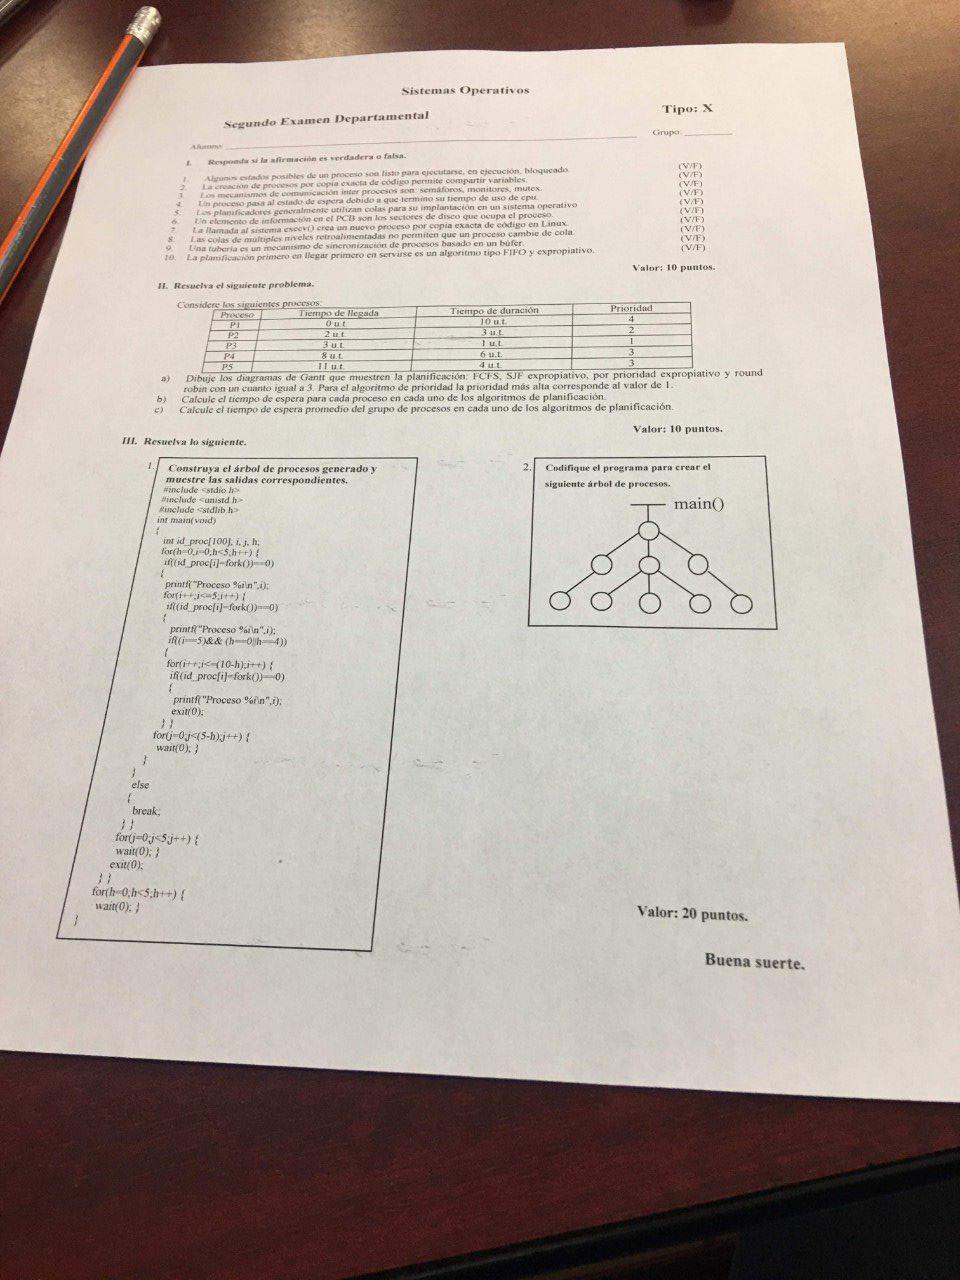 Sistemas Operativos
Segundo Examen Departamental
Tipo: X
Alumno
Grupo:
I. Responda si la afirmación es verdadera o falsa.
1. Algunos estados posibles de un proceso son listo para ejecutarse, en ejecución, bloqueado. (V/F)
2. La creación de procesos por copia exacta de código permite compartir variables. (V/F)
3. Los mecanismos de comunicación inter procesos son: semáforos, monitores, mutex. (V/F)
4. Un proceso pasa al estado de espera debido a que termino su tiempo de uso de cpu. (V/F)
5. Los planificadores generalmente utilizan colas para su implantación en un sistema operativo (V/F)
6. Un elemento de información en el PCB son los sectores de disco que ocupa el proceso. (V/F)
7. La llamada al sistema execv() crea un nuevo proceso por copia exacta de código en Linux. (V/F)
8. Las colas de múltiples niveles retroalimentadas no permiten que un proceso cambie de cola. (V/F)
9. Una tubería es un mecanismo de sincronización de procesos basado en un búfer. (V/F)
10. La planificación primero en llegar primero en servirse es un algoritmo tipo FIFO y expropiativo. (V/F)
Valor: 10 puntos.
II. Resuelva el siguiente problema.
Considere los siguientes procesos:
Proceso Tiempo de llegada Tiempo de duración Prioridad
P1 0 u.t. 10 u.t. 4
P2 2 u.t. 3 u.t. 2
P3 3 u.t. 1 u.t. 1
P4 8 u.t. 6 u.t. 3
P5 11 u.t. 4 u.t. 3
a) Dibuje los diagramas de Gantt que muestren la planificación: FCFS, SJF expropiativo, por prioridad expropiativo y round
robin con un cuanto igual a 3. Para el algoritmo de prioridad la prioridad más alta corresponde al valor de 1.
b) Calcule el tiempo de espera para cada proceso en cada uno de los algoritmos de planificación.
c) Calcule el tiempo de espera promedio del grupo de procesos en cada uno de los algoritmos de planificación.
Valor: 10 puntos.
III. Resuelva lo siguiente.
1. Construya el árbol de procesos generado y
muestre las salidas correspondientes.
#include <stdio.h>
#include <unistd.h>
#include <stdlib.h>
int main(void)
{
int id_proc[100], i, j, h;
for(h=0,i=0;h<5;h++) {
if((id_proc[i]=fork())==0)
{
printf("Proceso %i\n",i);
for(i++;i<=5;i++) {
if((id_proc[i]=fork())==0)
{
printf("Proceso %i\n",i);
if((i==5)&& (h==0||h==4))
{
for(i++;i<=(10-h);i++) {
if((id_proc[i]=fork())==0)
{
printf("Proceso %i\n",i);
exit(0);
} }
for(j=0;j<(5-h);j++) {
wait(0); }
}
}
else
{
break;
} }
for(j=0;j<5;j++) {
wait(0); }
exit(0);
} }
for(h=0;h<5;h++) {
wait(0); }
}
2. Codifique el programa para crear el
siguiente árbol de procesos.
main()
Valor: 20 puntos.
Buena suerte.